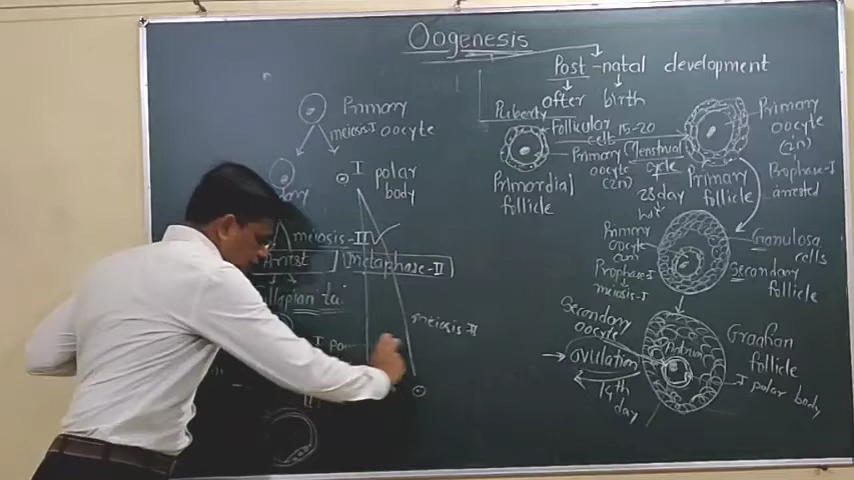 Oogenesis
Post-natal development
after birth
Puberty
Primary
meiosis-I oocyte
I polar
body
meiosis-II
Arrest Metaphase-II
meiosis II
Follicular
cells 15-20
Primary
oocyte
(2n)
Primordial
follicle
Menstrual
cycle
28 day
Primary
follicle
Primary
oocyte
(2n)
Prophase-I
arrested
Primary
oocyte
Prophase-I
meiosis-I
Granulosa
cells
Secondary
follicle
Secondary
oocyte
ovulation
14th
day
Antrum
Graafian
follicle
I polar body